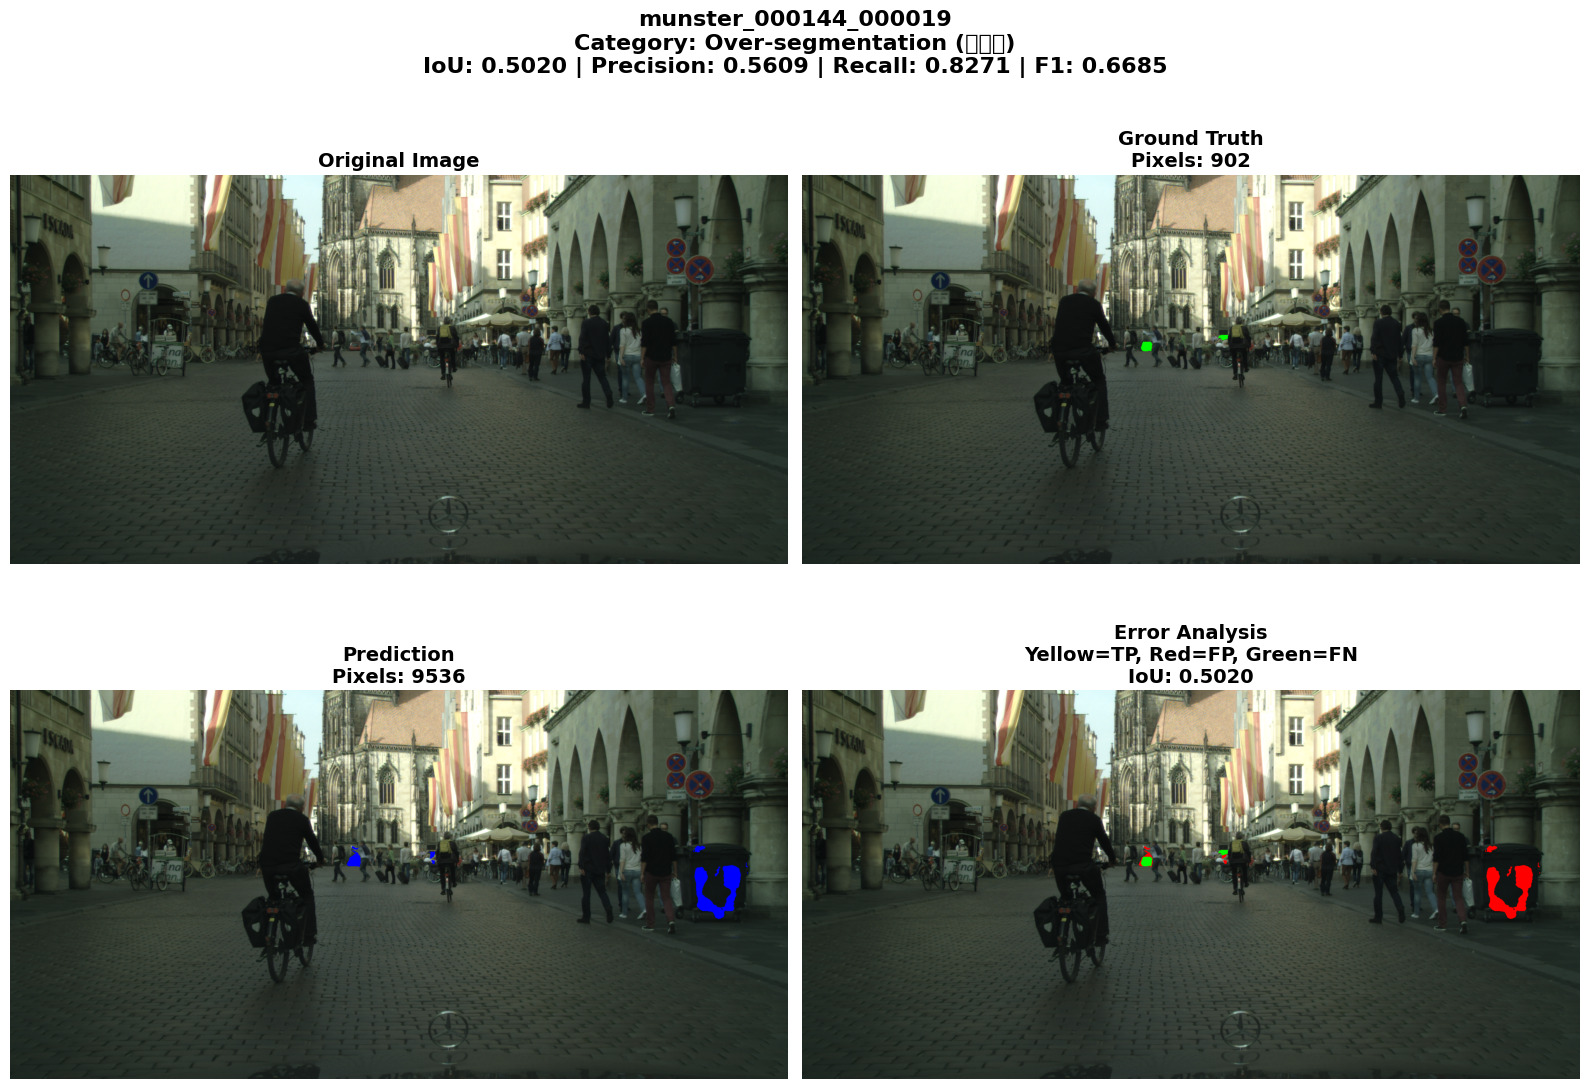 munster_000144_000019
Category: Over-segmentation (□□□)
IoU: 0.5020 | Precision: 0.5609 | Recall: 0.8271 | F1: 0.6685
Original Image
Ground Truth
Pixels: 902
Prediction
Pixels: 9536
Error Analysis
Yellow=TP, Red=FP, Green=FN
IoU: 0.5020